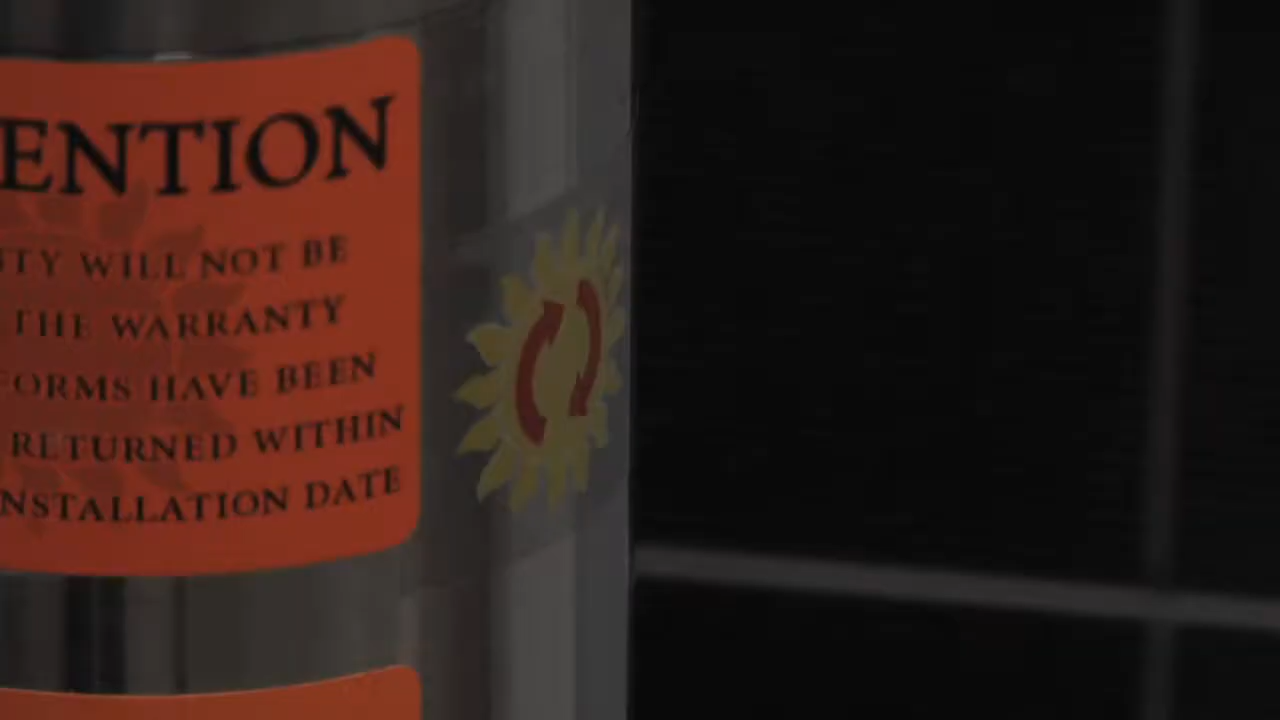 ENTION
TY WILL NOT BE
THE WARRANTY
FORMS HAVE BEEN
RETURNED WITHIN
NSTALLATION DATE